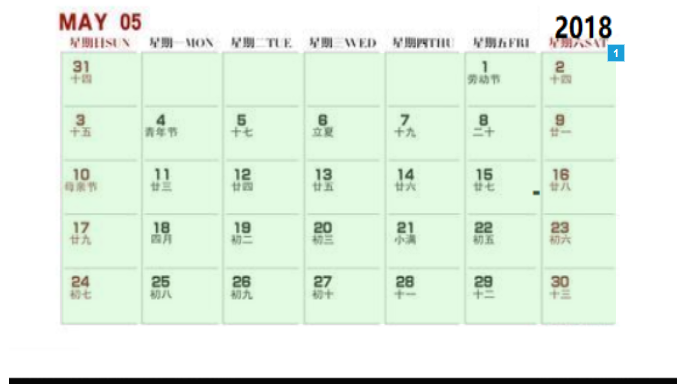 MAY 05
2018
星期日SUN 星期一MON 星期二TUE 星期三WED 星期四THU 星期五FRI 星期六SAT
1
31 1 2
十四 劳动节 十四
3 4 5 6 7 8 9
十五 青年节 十七 立夏 十九 二十 廿一
10 11 12 13 14 15 16
母亲节 廿三 廿四 廿五 廿六 廿七 廿八
17 18 19 20 21 22 23
廿九 四月 初二 初三 小满 初五 初六
24 25 26 27 28 29 30
初七 初八 初九 初十 十一 十二 十三